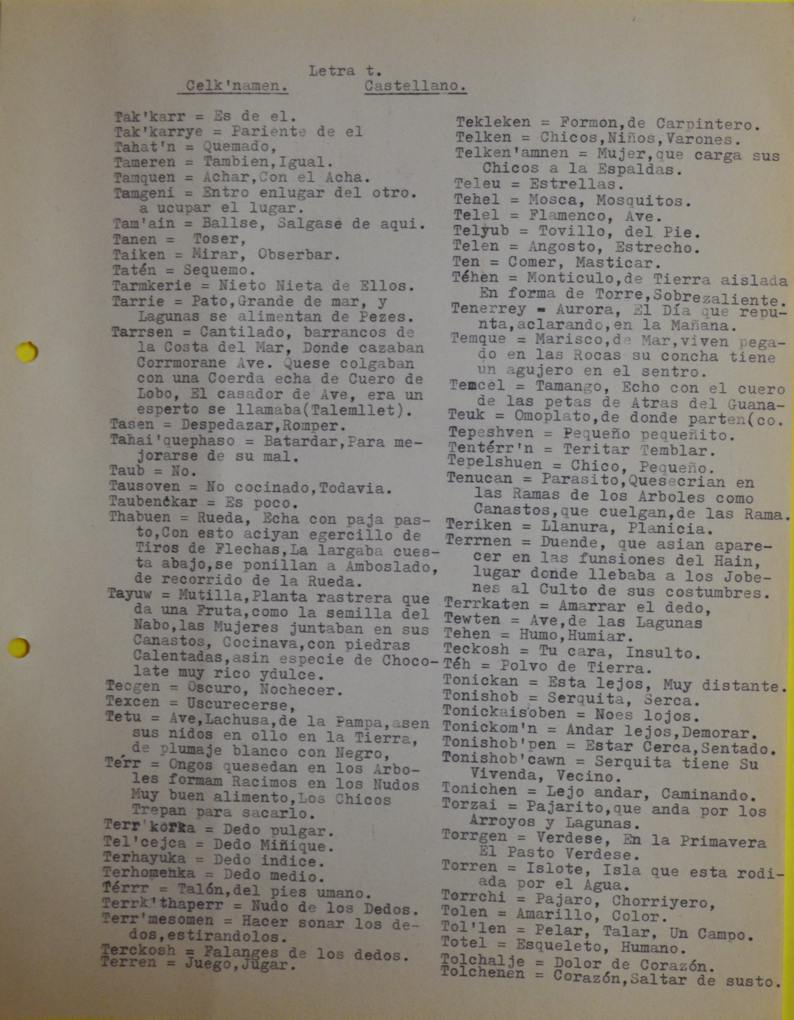 Letra t.
Celk'namen. Castellano.
Tak'karr = Es de el.
Tak'karrye = Pariente de el
Tahat'n = Quemado,
Tameren = Tambien,Igual.
Tamquen = Achar,Con el Acha.
Tamgeni = Entro enlugar del otro.
a ucupar el lugar.
Tam'ain = Ballse, Salgase de aqui.
Tanen = Toser,
Taiken = Mirar, Obserbar.
Tatén = Sequemo.
Tarmkerie = Nieto Nieta de Ellos.
Tarrie = Pato,Grande de mar, y
Lagunas se alimentan de Pezes.
Tarrsen = Cantilado, barrancos de
la Costa del Mar, Donde cazaban
Corrmorane Ave. Quese colgaban
con una Coerda echa de Cuero de
Lobo, El casador de Ave, era un
esperto se llamaba(Talemllet).
Tasen = Despedazar,Romper.
Tahai'quephaso = Batardar,Para me-
jorarse de su mal.
Taub = No.
Tausoven = No cocinado,Todavia.
Taubenékar = Es poco.
Thabuen = Rueda, Echa con paja pas-
to,Con esto aciyan egercillo de
Tiros de Flechas,La largaba cues-
ta abajo,se ponillan a Amboslado,
de recorrido de la Rueda.
Tayuw = Mutilla,Planta rastrera que
da una Fruta,como la semilla del
Nabo,las Mujeres juntaban en sus
Canastos, Cocinava,con piedras
Calentadas,asin especie de Choco-
late muy rico ydulce.
Tecgen = Oscuro, Nochecer.
Texcen = Uscurecerse,
Tetu = Ave,Lachusa,de la Pampa,asen
sus nidos en ollo en la Tierra,
de plumaje blanco con Negro,
Térr = Ongos quesedan en los Arbo-
les formam Racimos en los Nudos
Muy buen alimento,Los Chicos
Trepan para sacarlo.
Terr'korka = Dedo pulgar.
Tel'cejca = Dedo Miñique.
Terhayuka = Dedo indice.
Terhomehka = Dedo medio.
Térrr = Talón,del pies umano.
Terrk'thaperr = Nudo de los Dedos.
Terr'mesomen = Hacer sonar los de-
dos,estirandolos.
Terckosh = Falanges de los dedos.
Terren = Juego,Jugar.
Tekleken = Formon,de Carpintero.
Telken = Chicos,Niños,Varones.
Telken'amnen = Mujer,que carga sus
Chicos a la Espaldas.
Teleu = Estrellas.
Tehel = Mosca, Mosquitos.
Telel = Flamenco, Ave.
Telyub = Tovillo, del Pie.
Telen = Angosto, Estrecho.
Ten = Comer, Masticar.
Téhen = Monticulo,de Tierra aislada
En forma de Torre,Sobrezaliente.
Tenerrey = Aurora, El Día que repu-
nta,aclarando,en la Mañana.
Temque = Marisco,de Mar,viven pega-
do en las Rocas su concha tiene
un agujero en el sentro.
Temcel = Tamango, Echo con el cuero
de las petas de Atras del Guana-
Teuk = Omoplato,de donde parten(co.
Tepeshven = Pequeño pequeñito.
Tentérr'n = Teritar Temblar.
Tepelshuen = Chico, Pequeño.
Tenucan = Parasito,Quesecrian en
las Ramas de los Arboles como
Canastos,que cuelgan,de las Rama.
Teriken = Llanura, Planicia.
Terrnen = Duende, que asian apare-
cer en las funsiones del Hain,
lugar donde llebaba a los Jobe-
nes al Culto de sus costumbres.
Terrkaten = Amarrar el dedo,
Tewten = Ave,de las Lagunas
Tehen = Humo,Humiar.
Teckosh = Tu cara, Insulto.
Téh = Polvo de Tierra.
Tonickan = Esta lejos, Muy distante.
Tonishob = Serquita, Serca.
Tonickaisoben = Noes lojos.
Tonickom'n = Andar lejos,Demorar.
Tonishob'pen = Estar Cerca,Sentado.
Tonishob'cawn = Serquita tiene Su
Vivenda, Vecino.
Tonichen = Lejo andar, Caminando.
Torzai = Pajarito,que anda por los
Arroyos y Lagunas.
Torrgen = Verdese, En la Primavera
El Pasto Verdese.
Torren = Islote, Isla que esta rodi-
ada por el Agua.
Torrchi = Pajaro, Chorriyero,
Tolen = Amarillo, Color.
Tol'len = Pelar, Talar, Un Campo.
Totel = Esqueleto, Humano.
Tolchalje = Dolor de Corazón.
Tolchenen = Corazón,Saltar de susto.